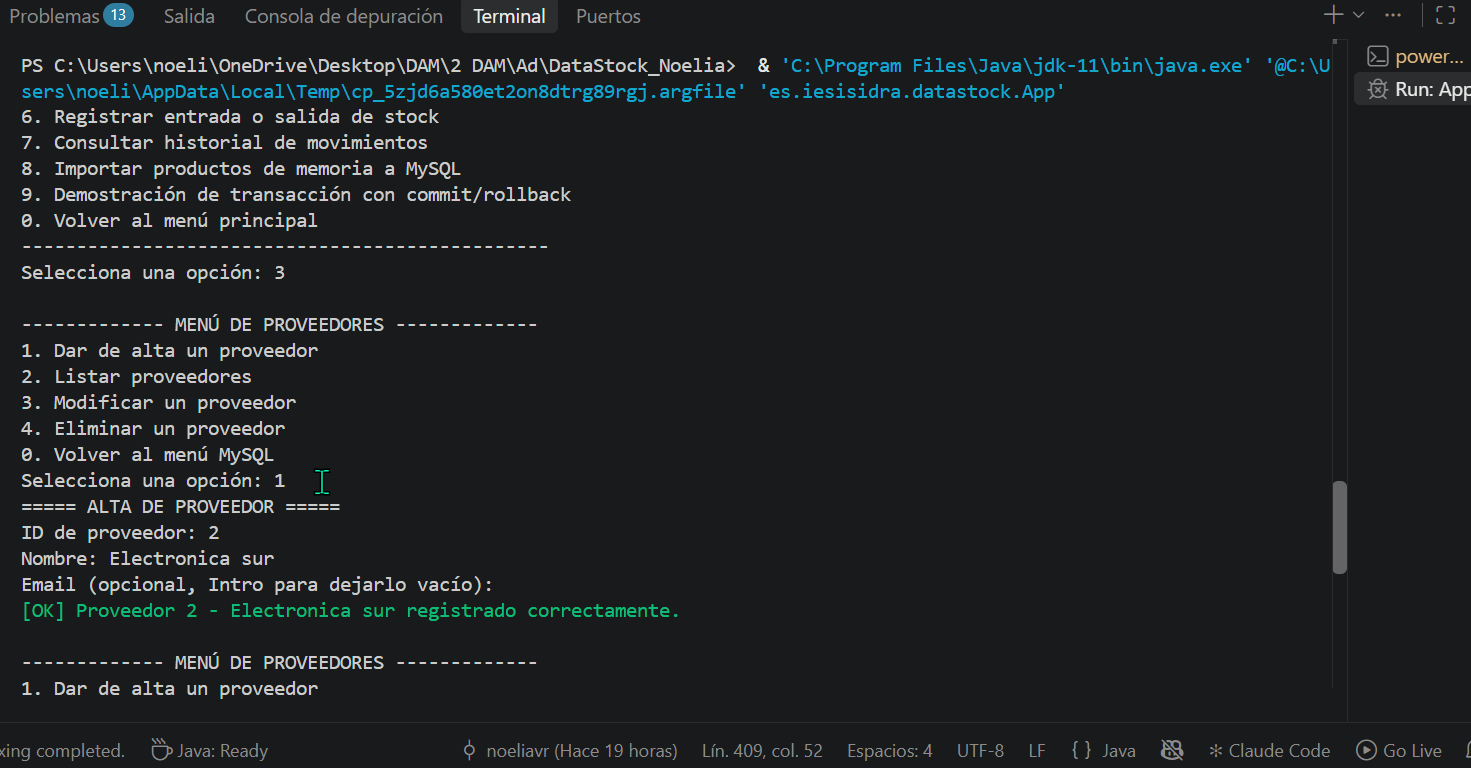 Problemas 13 Salida Consola de depuración Terminal Puertos
PS C:\Users\noeli\OneDrive\Desktop\DAM\2 DAM\Ad\DataStock_Noelia>  & 'C:\Program Files\Java\jdk-11\bin\java.exe' '@C:\U
sers\noeli\AppData\Local\Temp\cp_5zjd6a580et2on8dtrg89rgj.argfile' 'es.iesisidra.datastock.App'
6. Registrar entrada o salida de stock
7. Consultar historial de movimientos
8. Importar productos de memoria a MySQL
9. Demostración de transacción con commit/rollback
0. Volver al menú principal
------------------------------------------------
Selecciona una opción: 3
------------- MENÚ DE PROVEEDORES -------------
1. Dar de alta un proveedor
2. Listar proveedores
3. Modificar un proveedor
4. Eliminar un proveedor
0. Volver al menú MySQL
Selecciona una opción: 1
===== ALTA DE PROVEEDOR =====
ID de proveedor: 2
Nombre: Electronica sur
Email (opcional, Intro para dejarlo vacío):
[OK] Proveedor 2 - Electronica sur registrado correctamente.
------------- MENÚ DE PROVEEDORES -------------
1. Dar de alta un proveedor
power...
Run: App
xing completed. Java: Ready noeliavr (Hace 19 horas) Lín. 409, col. 52 Espacios: 4 UTF-8 LF {} Java Claude Code Go Live